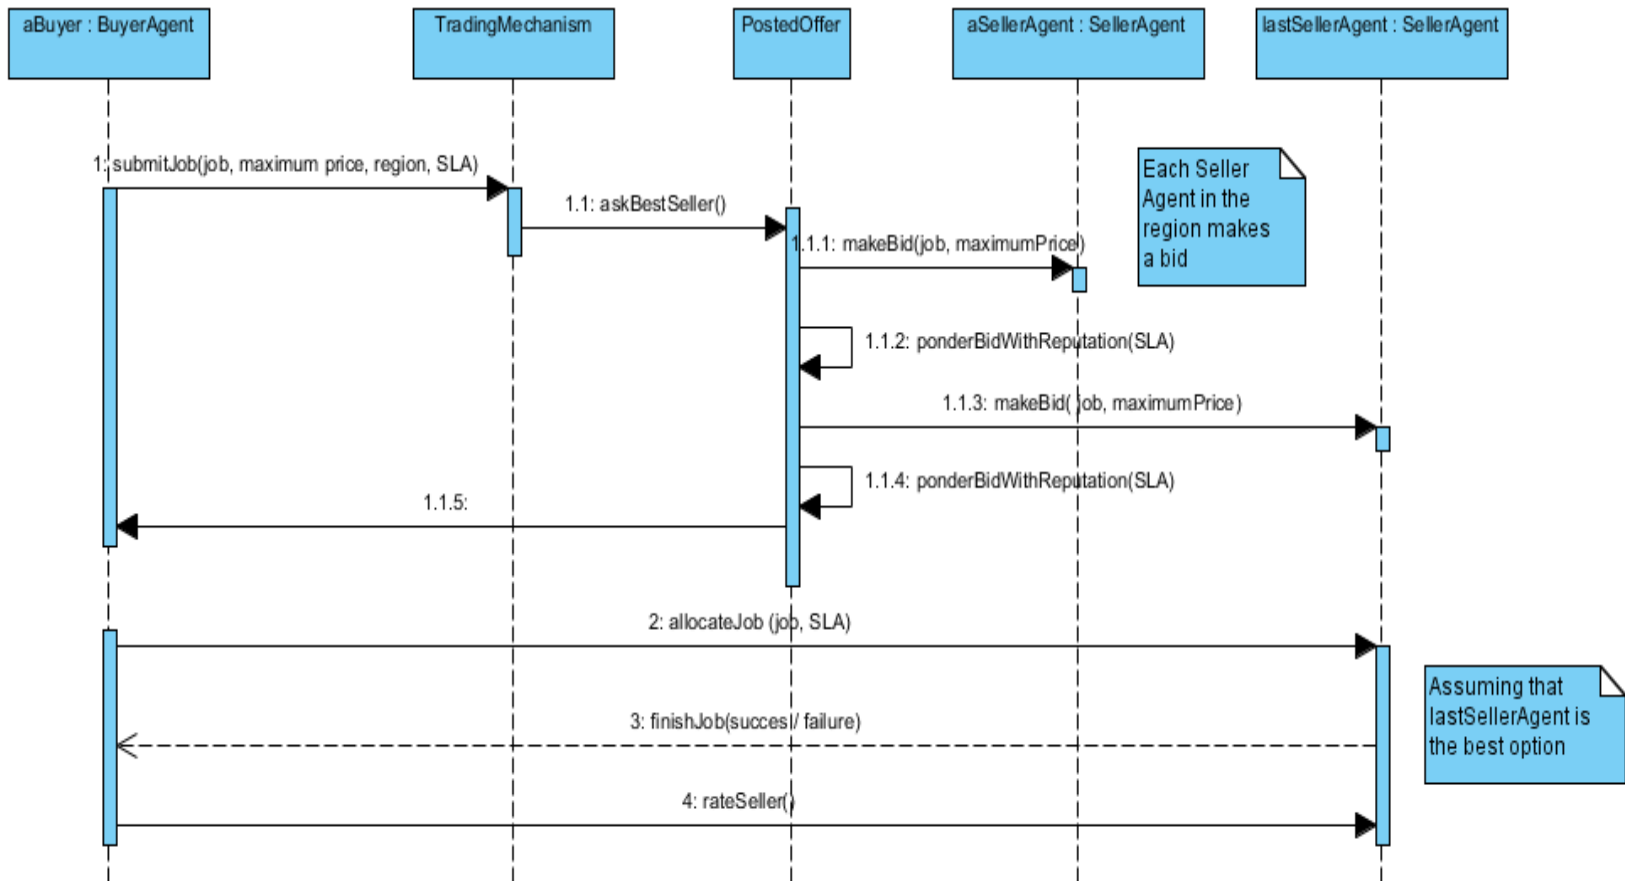 aBuyer : BuyerAgent
TradingMechanism
PostedOffer
aSellerAgent : SellerAgent
lastSellerAgent : SellerAgent
1: submitJob(job, maximum price, region, SLA)
Each Seller
Agent in the
region makes
a bid
1.1: askBestSeller()
1.1.1: makeBid(job, maximumPrice)
1.1.2: ponderBidWithReputation(SLA)
1.1.3: makeBid( job, maximumPrice)
1.1.4: ponderBidWithReputation(SLA)
1.1.5:
2: allocateJob (job, SLA)
Assuming that
lastSellerAgent is
the best option
3: finishJob(succes/ failure)
4: rateSeller()